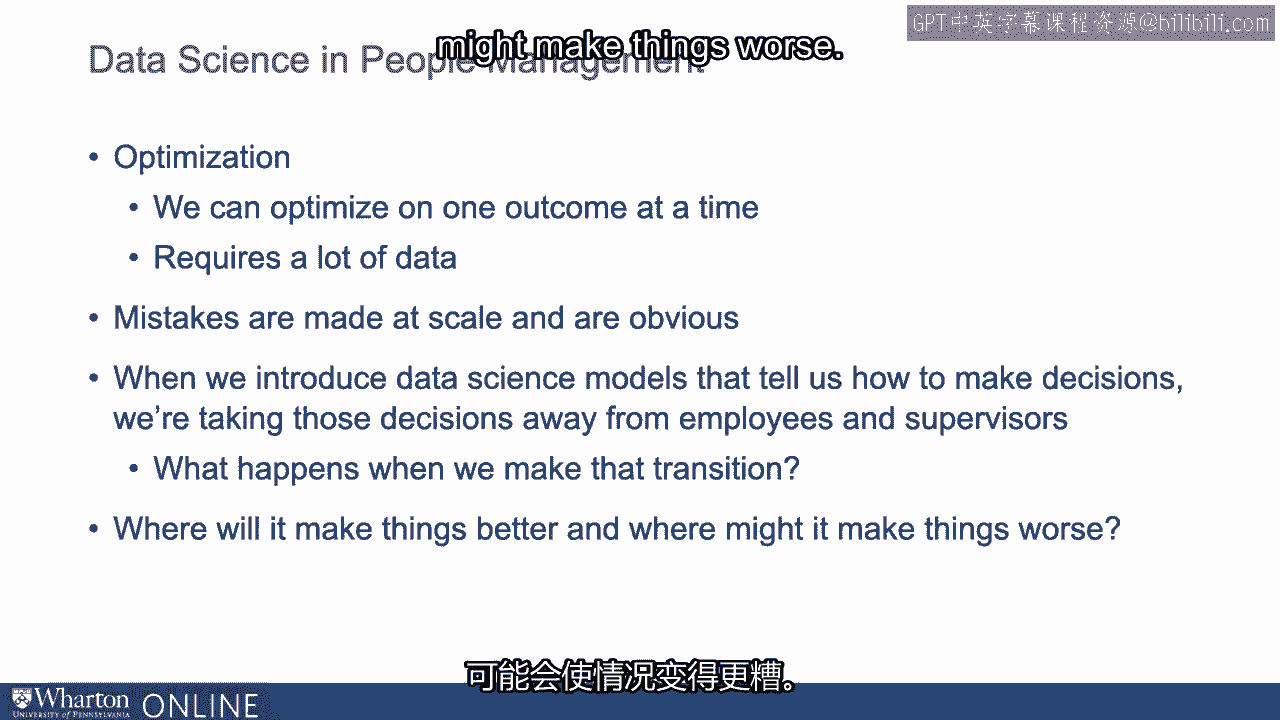 GPT中英字幕课程资源@bilibili.com
might make things worse.
Data Science in People Management
• Optimization
• We can optimize on one outcome at a time
• Requires a lot of data
• Mistakes are made at scale and are obvious
• When we introduce data science models that tell us how to make decisions,
we’re taking those decisions away from employees and supervisors
• What happens when we make that transition?
• Where will it make things better and where might it make things worse?
可能会使情况变得更糟。
Wharton ONLINE
UNIVERSITY of PENNSYLVANIA